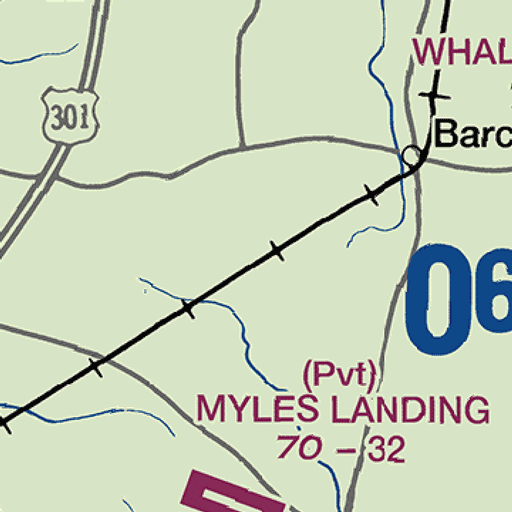 WHAL
301
Barc
06
(Pvt)
MYLES LANDING
70 – 32